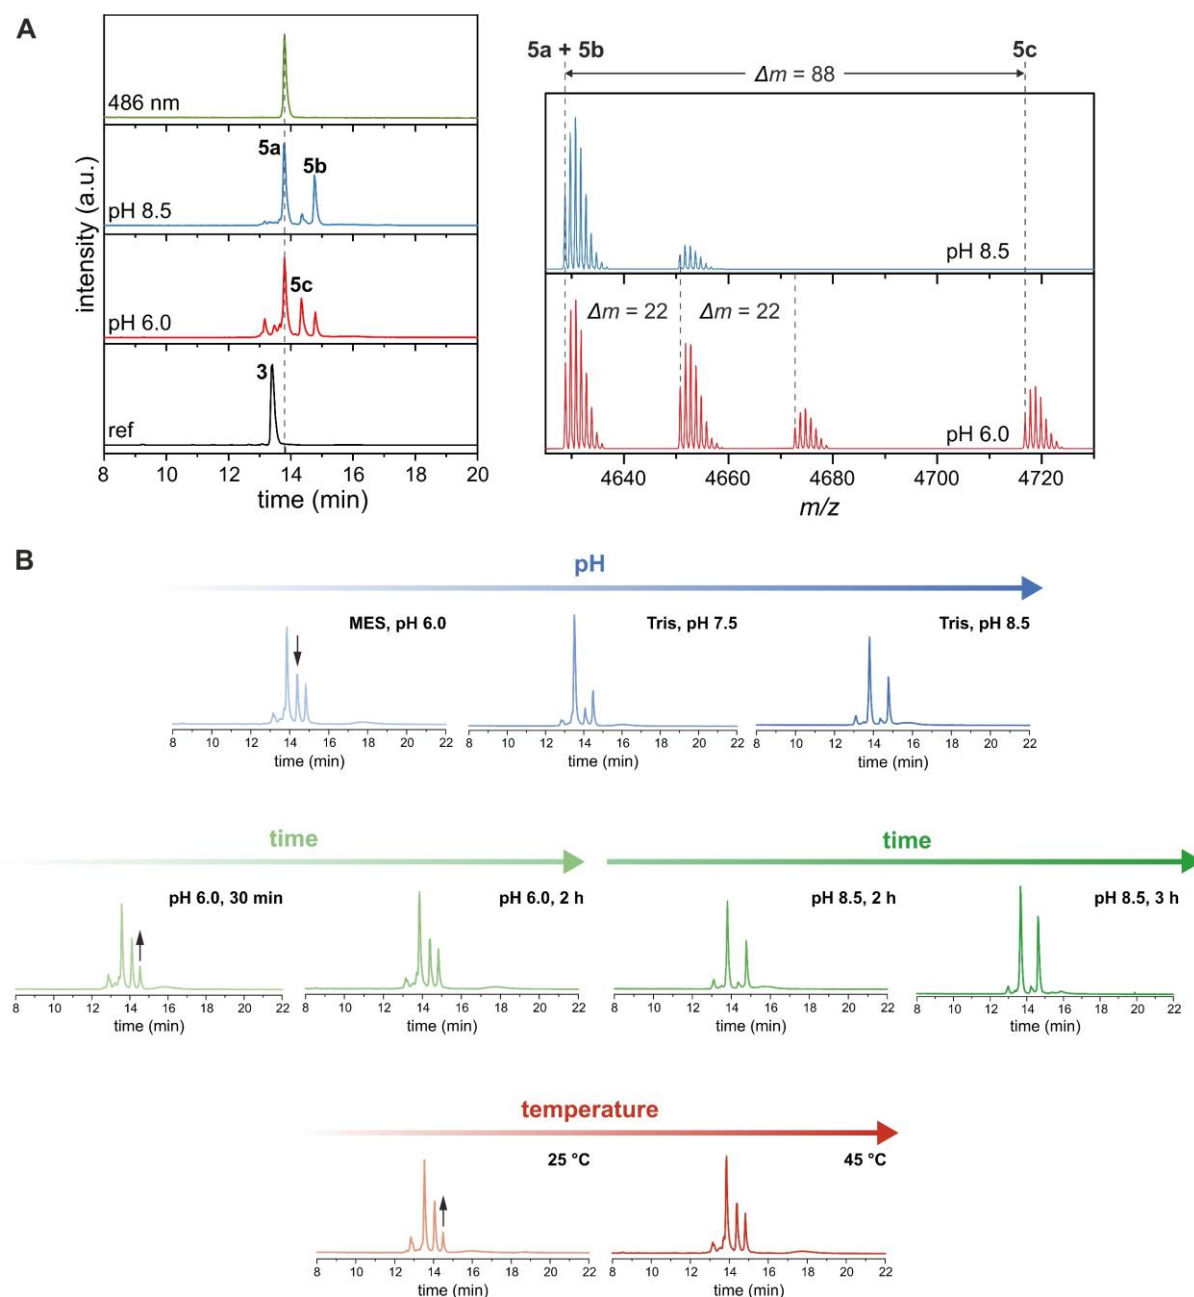 A
intensity (a.u.)
486 nm
5a
5b
pH 8.5
5c
pH 6.0
3
ref
8 10 12 14 16 18 20
time (min)
5a + 5b
5c
Δm = 88
pH 8.5
Δm = 22
Δm = 22
pH 6.0
4640 4660 4680 4700 4720
m/z
B
pH
MES, pH 6.0
8 10 12 14 16 18 20 22
time (min)
Tris, pH 7.5
8 10 12 14 16 18 20 22
time (min)
Tris, pH 8.5
8 10 12 14 16 18 20 22
time (min)
time
time
pH 6.0, 30 min
8 10 12 14 16 18 20 22
time (min)
pH 6.0, 2 h
8 10 12 14 16 18 20 22
time (min)
pH 8.5, 2 h
8 10 12 14 16 18 20 22
time (min)
pH 8.5, 3 h
8 10 12 14 16 18 20 22
time (min)
temperature
25 °C
8 10 12 14 16 18 20 22
time (min)
45 °C
8 10 12 14 16 18 20 22
time (min)